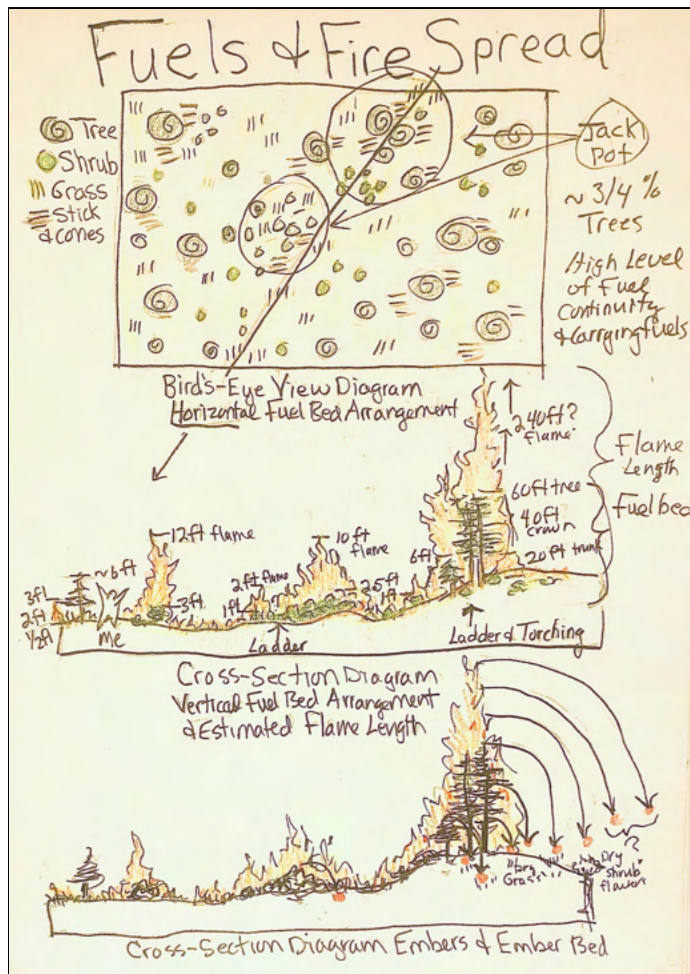 Fuels & Fire Spread
Tree
Shrub
Grass
Stick
& cones
Jack
Pot
~ 3/4 %
Trees
High Level
of Fuel
Continuity
& Carrying fuels
Bird's-Eye View Diagram
Horizontal Fuel Bed Arrangement
240ft?
flame
Flame
Length
60ft tree
Fuel bed
40ft
crown
20ft trunk
12ft flame
10ft
flame
6ft
~6ft
2ft flame
2.5ft
3ft
3ft
1ft
1ft
2ft
1/2ft
me
Ladder
Ladder & Torching
Cross-Section Diagram
Vertical Fuel Bed Arrangement
& Estimated Flame Length
?
Dry
Grass
Dry
shrub
flower
Cross-Section Diagram Embers & Ember Bed